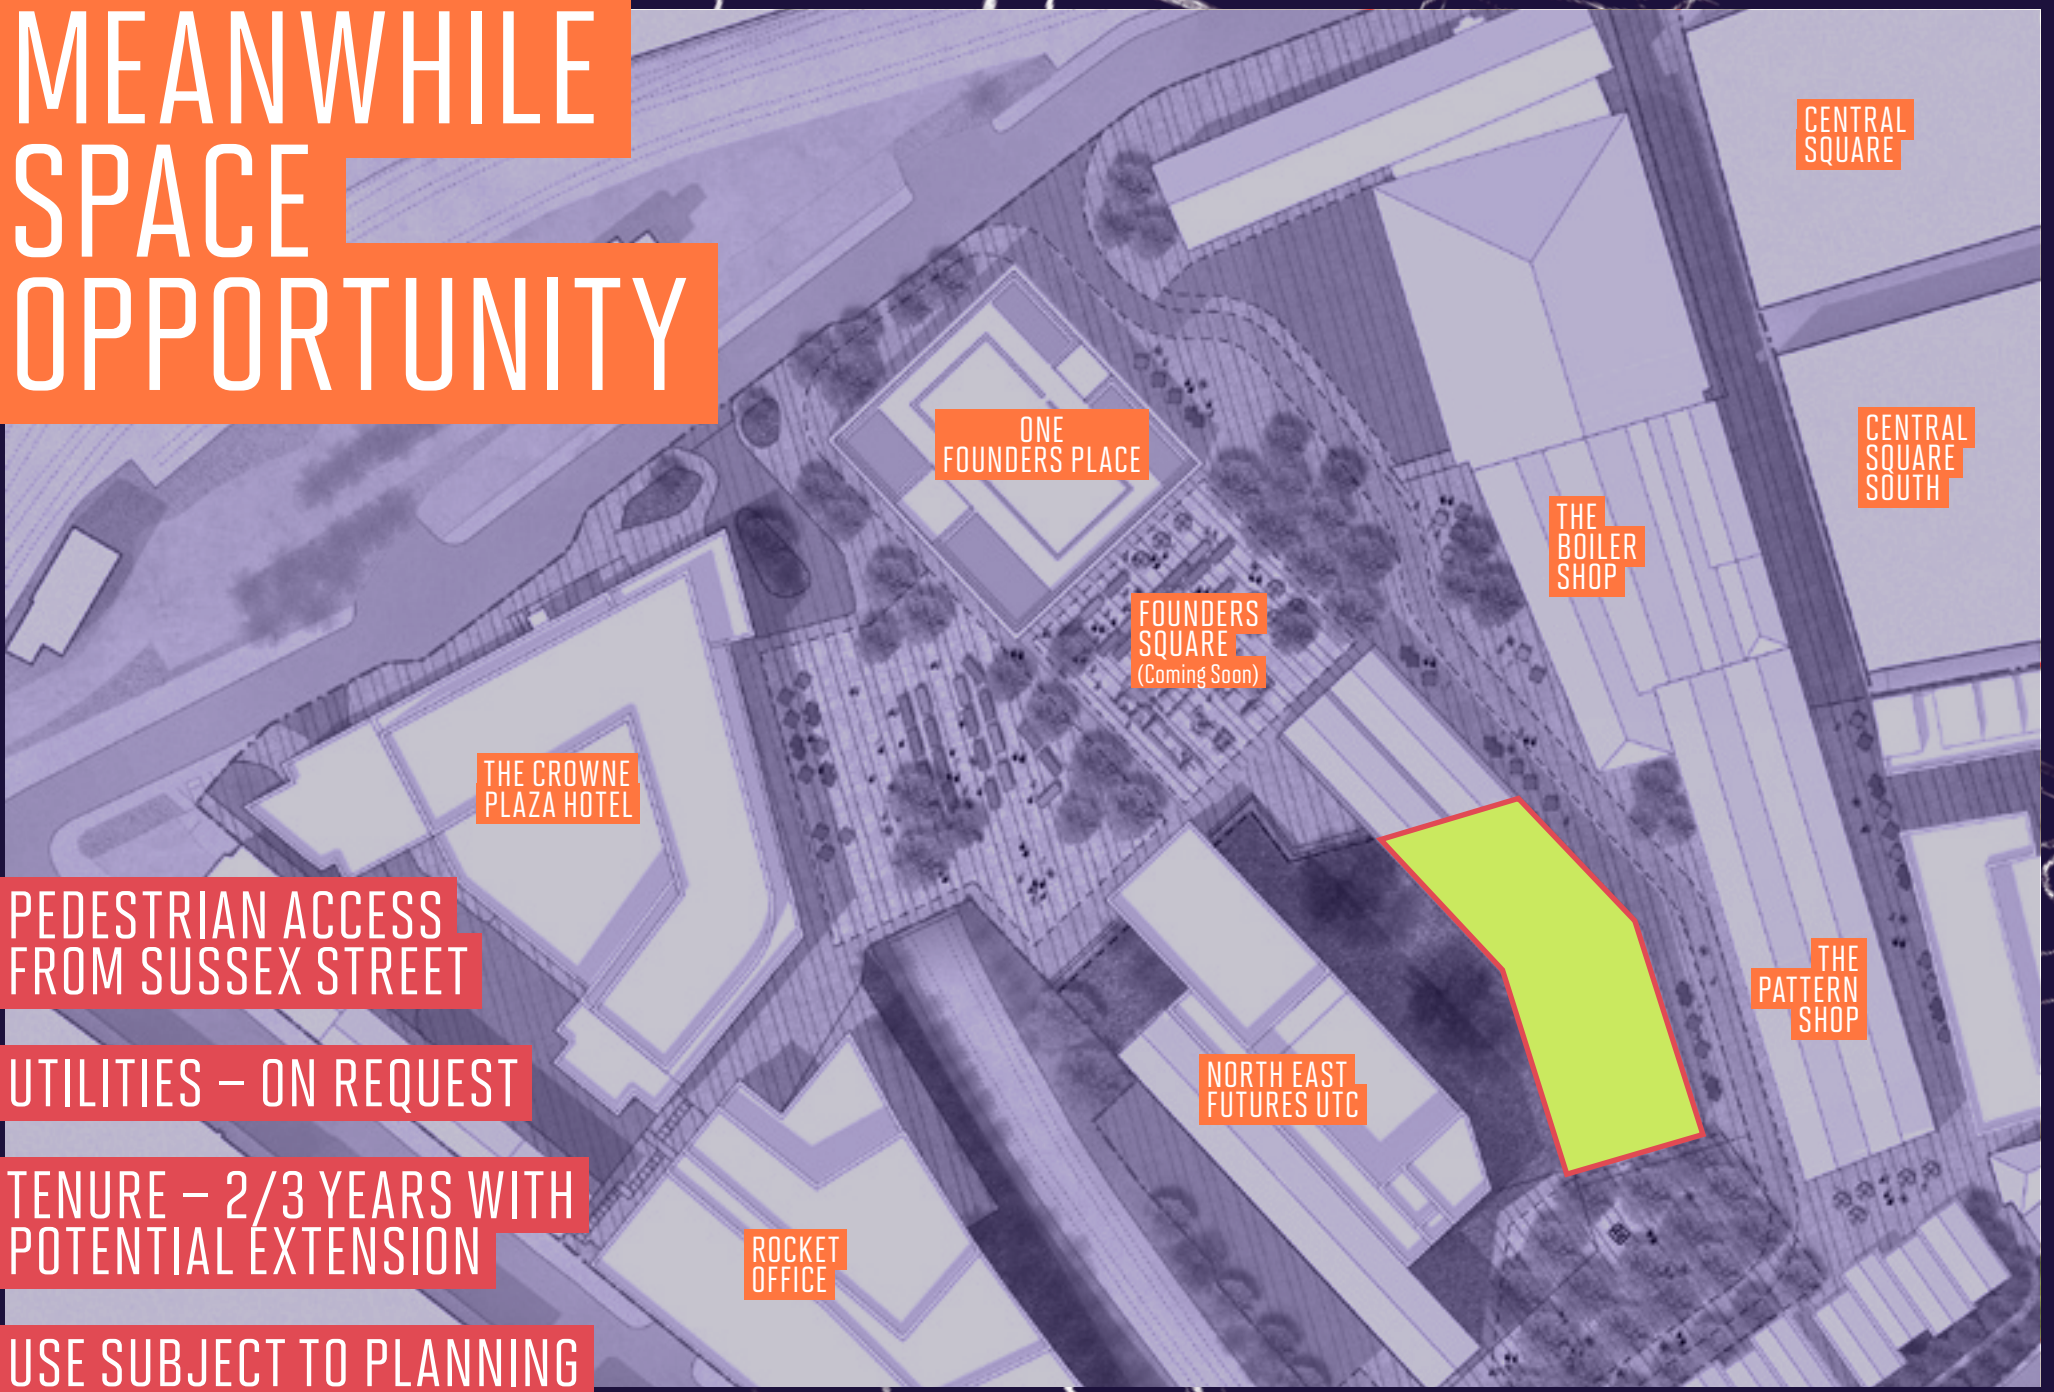 MEANWHILE
SPACE
OPPORTUNITY
CENTRAL
SQUARE
ONE
FOUNDERS PLACE
CENTRAL
SQUARE
SOUTH
THE
BOILER
SHOP
FOUNDERS
SQUARE
(Coming Soon)
THE CROWNE
PLAZA HOTEL
PEDESTRIAN ACCESS
FROM SUSSEX STREET
THE
PATTERN
SHOP
NORTH EAST
FUTURES UTC
UTILITIES – ON REQUEST
TENURE – 2/3 YEARS WITH
POTENTIAL EXTENSION
ROCKET
OFFICE
USE SUBJECT TO PLANNING